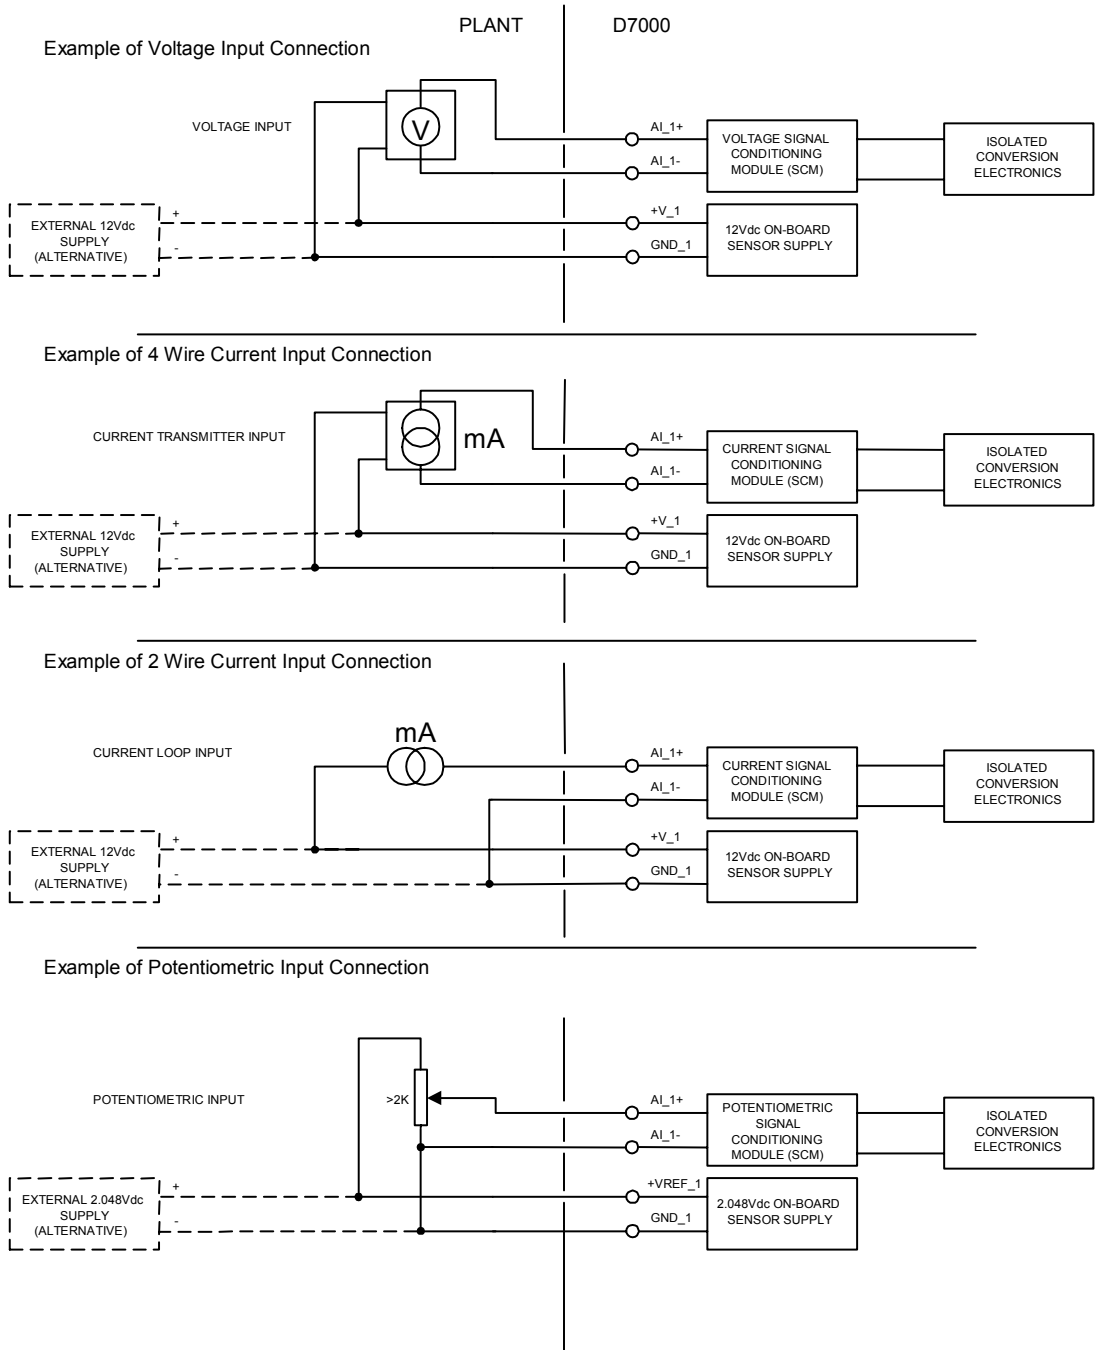 PLANT
D7000
Example of Voltage Input Connection
VOLTAGE INPUT
V
AI_1+
AI_1-
+V_1
GND_1
VOLTAGE SIGNAL
CONDITIONING
MODULE (SCM)
ISOLATED
CONVERSION
ELECTRONICS
EXTERNAL 12Vdc
SUPPLY
(ALTERNATIVE)
+
-
12Vdc ON-BOARD
SENSOR SUPPLY
Example of 4 Wire Current Input Connection
CURRENT TRANSMITTER INPUT
mA
AI_1+
AI_1-
+V_1
GND_1
CURRENT SIGNAL
CONDITIONING
MODULE (SCM)
ISOLATED
CONVERSION
ELECTRONICS
EXTERNAL 12Vdc
SUPPLY
(ALTERNATIVE)
+
-
12Vdc ON-BOARD
SENSOR SUPPLY
Example of 2 Wire Current Input Connection
CURRENT LOOP INPUT
mA
AI_1+
AI_1-
+V_1
GND_1
CURRENT SIGNAL
CONDITIONING
MODULE (SCM)
ISOLATED
CONVERSION
ELECTRONICS
EXTERNAL 12Vdc
SUPPLY
(ALTERNATIVE)
+
-
12Vdc ON-BOARD
SENSOR SUPPLY
Example of Potentiometric Input Connection
POTENTIOMETRIC INPUT
>2K
AI_1+
AI_1-
+VREF_1
GND_1
POTENTIOMETRIC
SIGNAL
CONDITIONING
MODULE (SCM)
ISOLATED
CONVERSION
ELECTRONICS
EXTERNAL 2.048Vdc
SUPPLY
(ALTERNATIVE)
+
-
2.048Vdc ON-BOARD
SENSOR SUPPLY